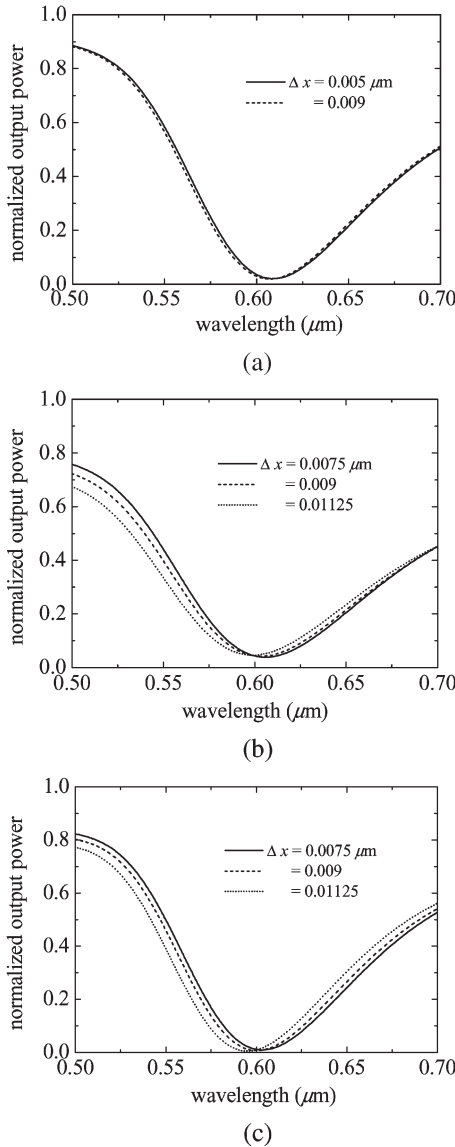 1.0
0.8
0.6
0.4
0.2
0.0
normalized output power
Δ x = 0.005 μm
= 0.009
0.50 0.55 0.60 0.65 0.70
wavelength (μm)
(a)
1.0
0.8
0.6
0.4
0.2
0.0
normalized output power
Δ x = 0.0075 μm
= 0.009
= 0.01125
0.50 0.55 0.60 0.65 0.70
wavelength (μm)
(b)
1.0
0.8
0.6
0.4
0.2
0.0
normalized output power
Δ x = 0.0075 μm
= 0.009
= 0.01125
0.50 0.55 0.60 0.65 0.70
wavelength (μm)
(c)